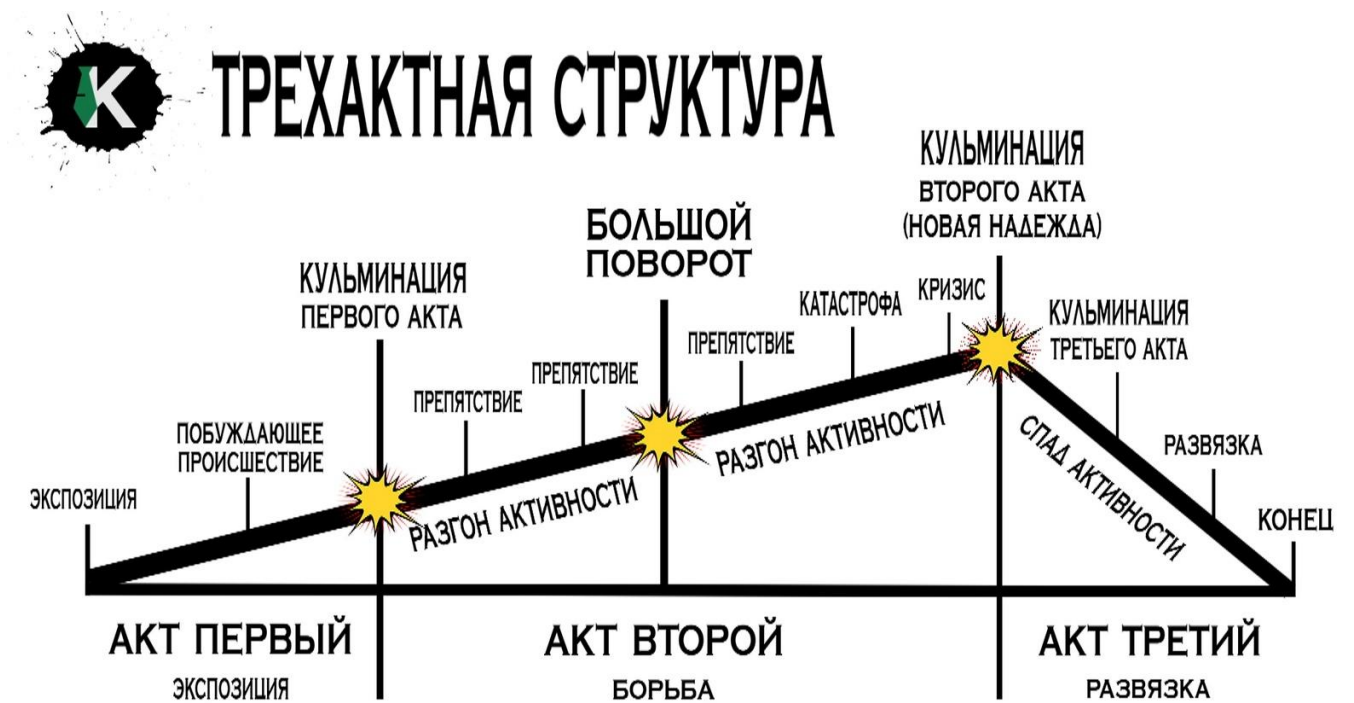 K
ТРЕХАКТНАЯ СТРУКТУРА
КУЛЬМИНАЦИЯ
ВТОРОГО АКТА
(НОВАЯ НАДЕЖДА)
БОЛЬШОЙ
ПОВОРОТ
КУЛЬМИНАЦИЯ
ПЕРВОГО АКТА
ПОБУЖДАЮЩЕЕ
ПРОИСШЕСТВИЕ
ЭКСПОЗИЦИЯ
ПРЕПЯТСТВИЕ
ПРЕПЯТСТВИЕ
ПРЕПЯТСТВИЕ
КАТАСТРОФА
КРИЗИС
КУЛЬМИНАЦИЯ
ТРЕТЬЕГО АКТА
РАЗВЯЗКА
КОНЕЦ
РАЗГОН АКТИВНОСТИ
РАЗГОН АКТИВНОСТИ
СПАД АКТИВНОСТИ
АКТ ПЕРВЫЙ
ЭКСПОЗИЦИЯ
АКТ ВТОРОЙ
БОРЬБА
АКТ ТРЕТИЙ
РАЗВЯЗКА